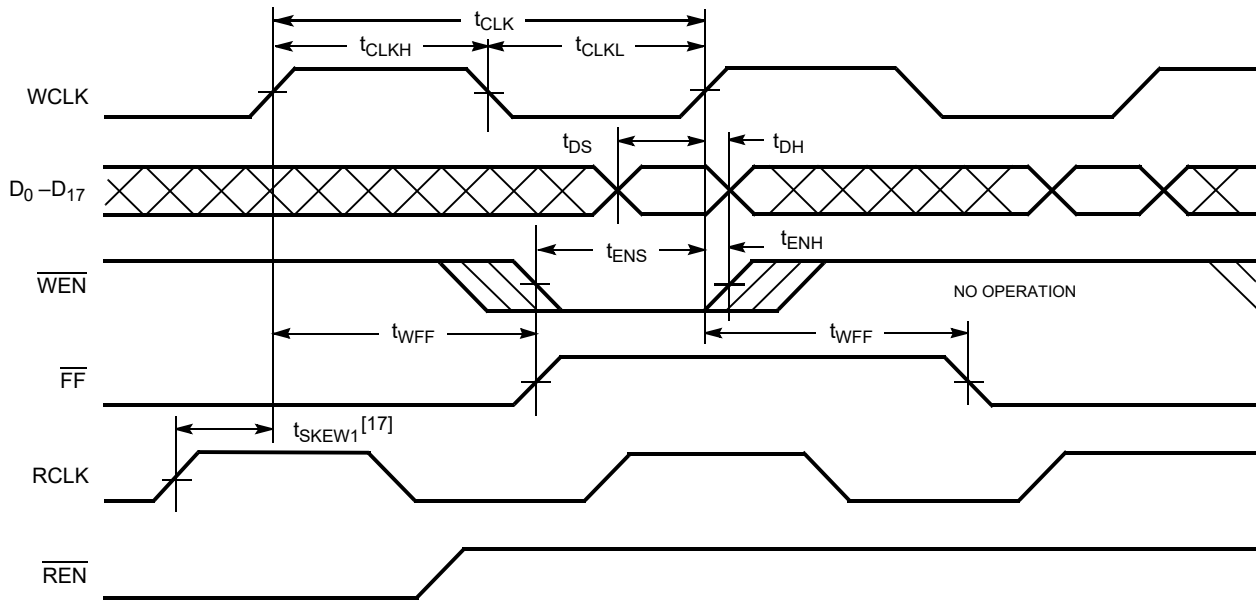 tCLK
tCLKH
tCLKL
WCLK
tDS
tDH
D0 –D17
tENS
tENH
WEN
NO OPERATION
tWFF
tWFF
FF
tSKEW1[17]
RCLK
REN